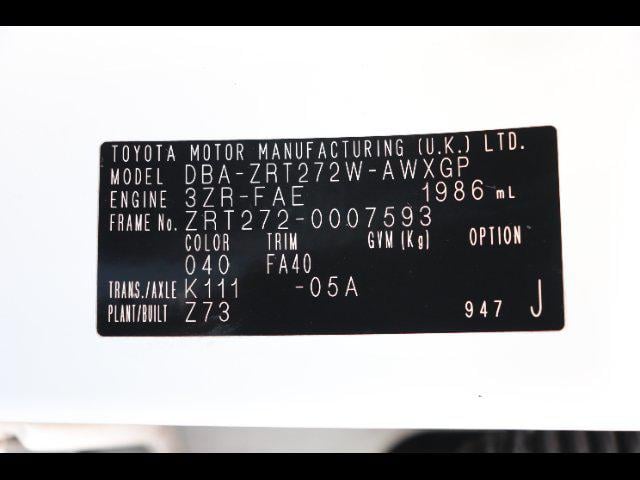 TOYOTA MOTOR MANUFACTURING (U.K.) LTD.
MODEL DBA-ZRT272W-AWXGP
ENGINE 3ZR-FAE 1986 mL
FRAME No. ZRT272-0007593
COLOR TRIM GVM (Kg) OPTION
040 FA40
TRANS./AXLE K111 -05A
PLANT/BUILT Z73 947 J